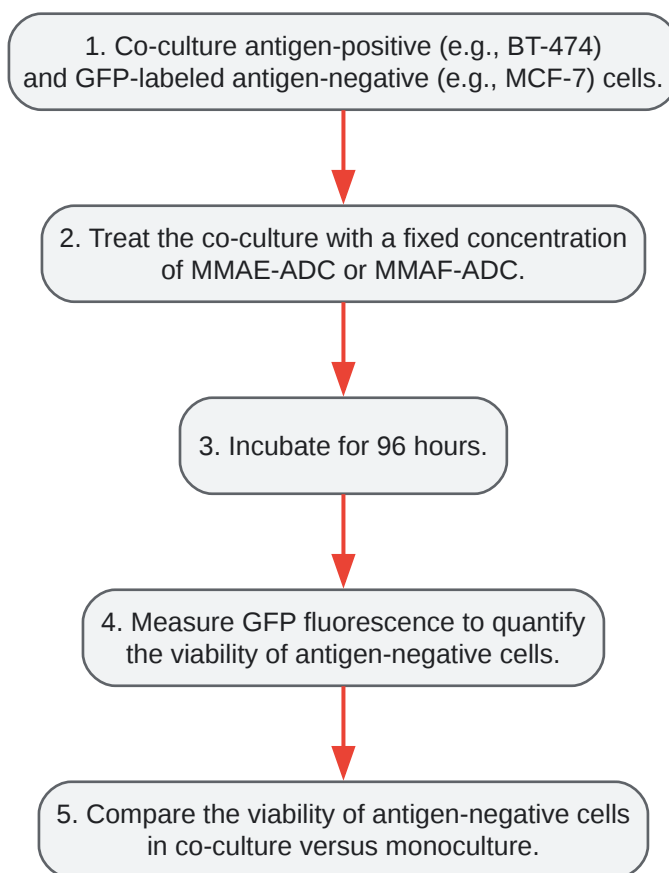 1. Co-culture antigen-positive (e.g., BT-474)
and GFP-labeled antigen-negative (e.g., MCF-7) cells.
2. Treat the co-culture with a fixed concentration
of MMAE-ADC or MMAF-ADC.
3. Incubate for 96 hours.
4. Measure GFP fluorescence to quantify
the viability of antigen-negative cells.
5. Compare the viability of antigen-negative cells
in co-culture versus monoculture.